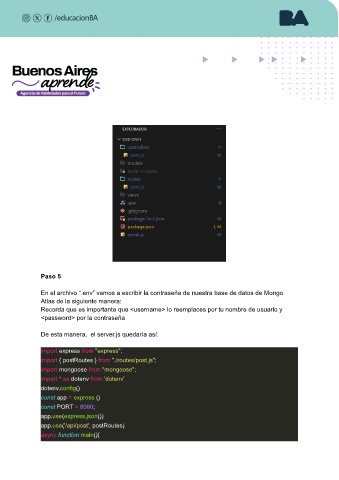 /educacionBA
BA
Buenos Aires
aprende
Agencia de Habilidades para el Futuro
EXPLORADOR
controllers
post.js M
models
node_modules
routes
post.js M
views
.env U
.gitignore
package-lock.json M
package.json 1, M
server.js M
Paso 5
En el archivo ".env" vamos a escribir la contraseña de nuestra base de datos de Mongo
Atlas de la siguiente manera:
Recorda que es importante que <username> lo reemplaces por tu nombre de usuario y
<password> por la contraseña
De esta manera, el server.js quedaría así:
import express from "express";
import { postRoutes } from "./routes/post.js";
import mongoose from "mongoose";
import * as dotenv from 'dotenv'
dotenv.config()
const app = express ()
const PORT = 8080;
app.use(express.json())
app.use('/api/post', postRoutes)
async function main(){